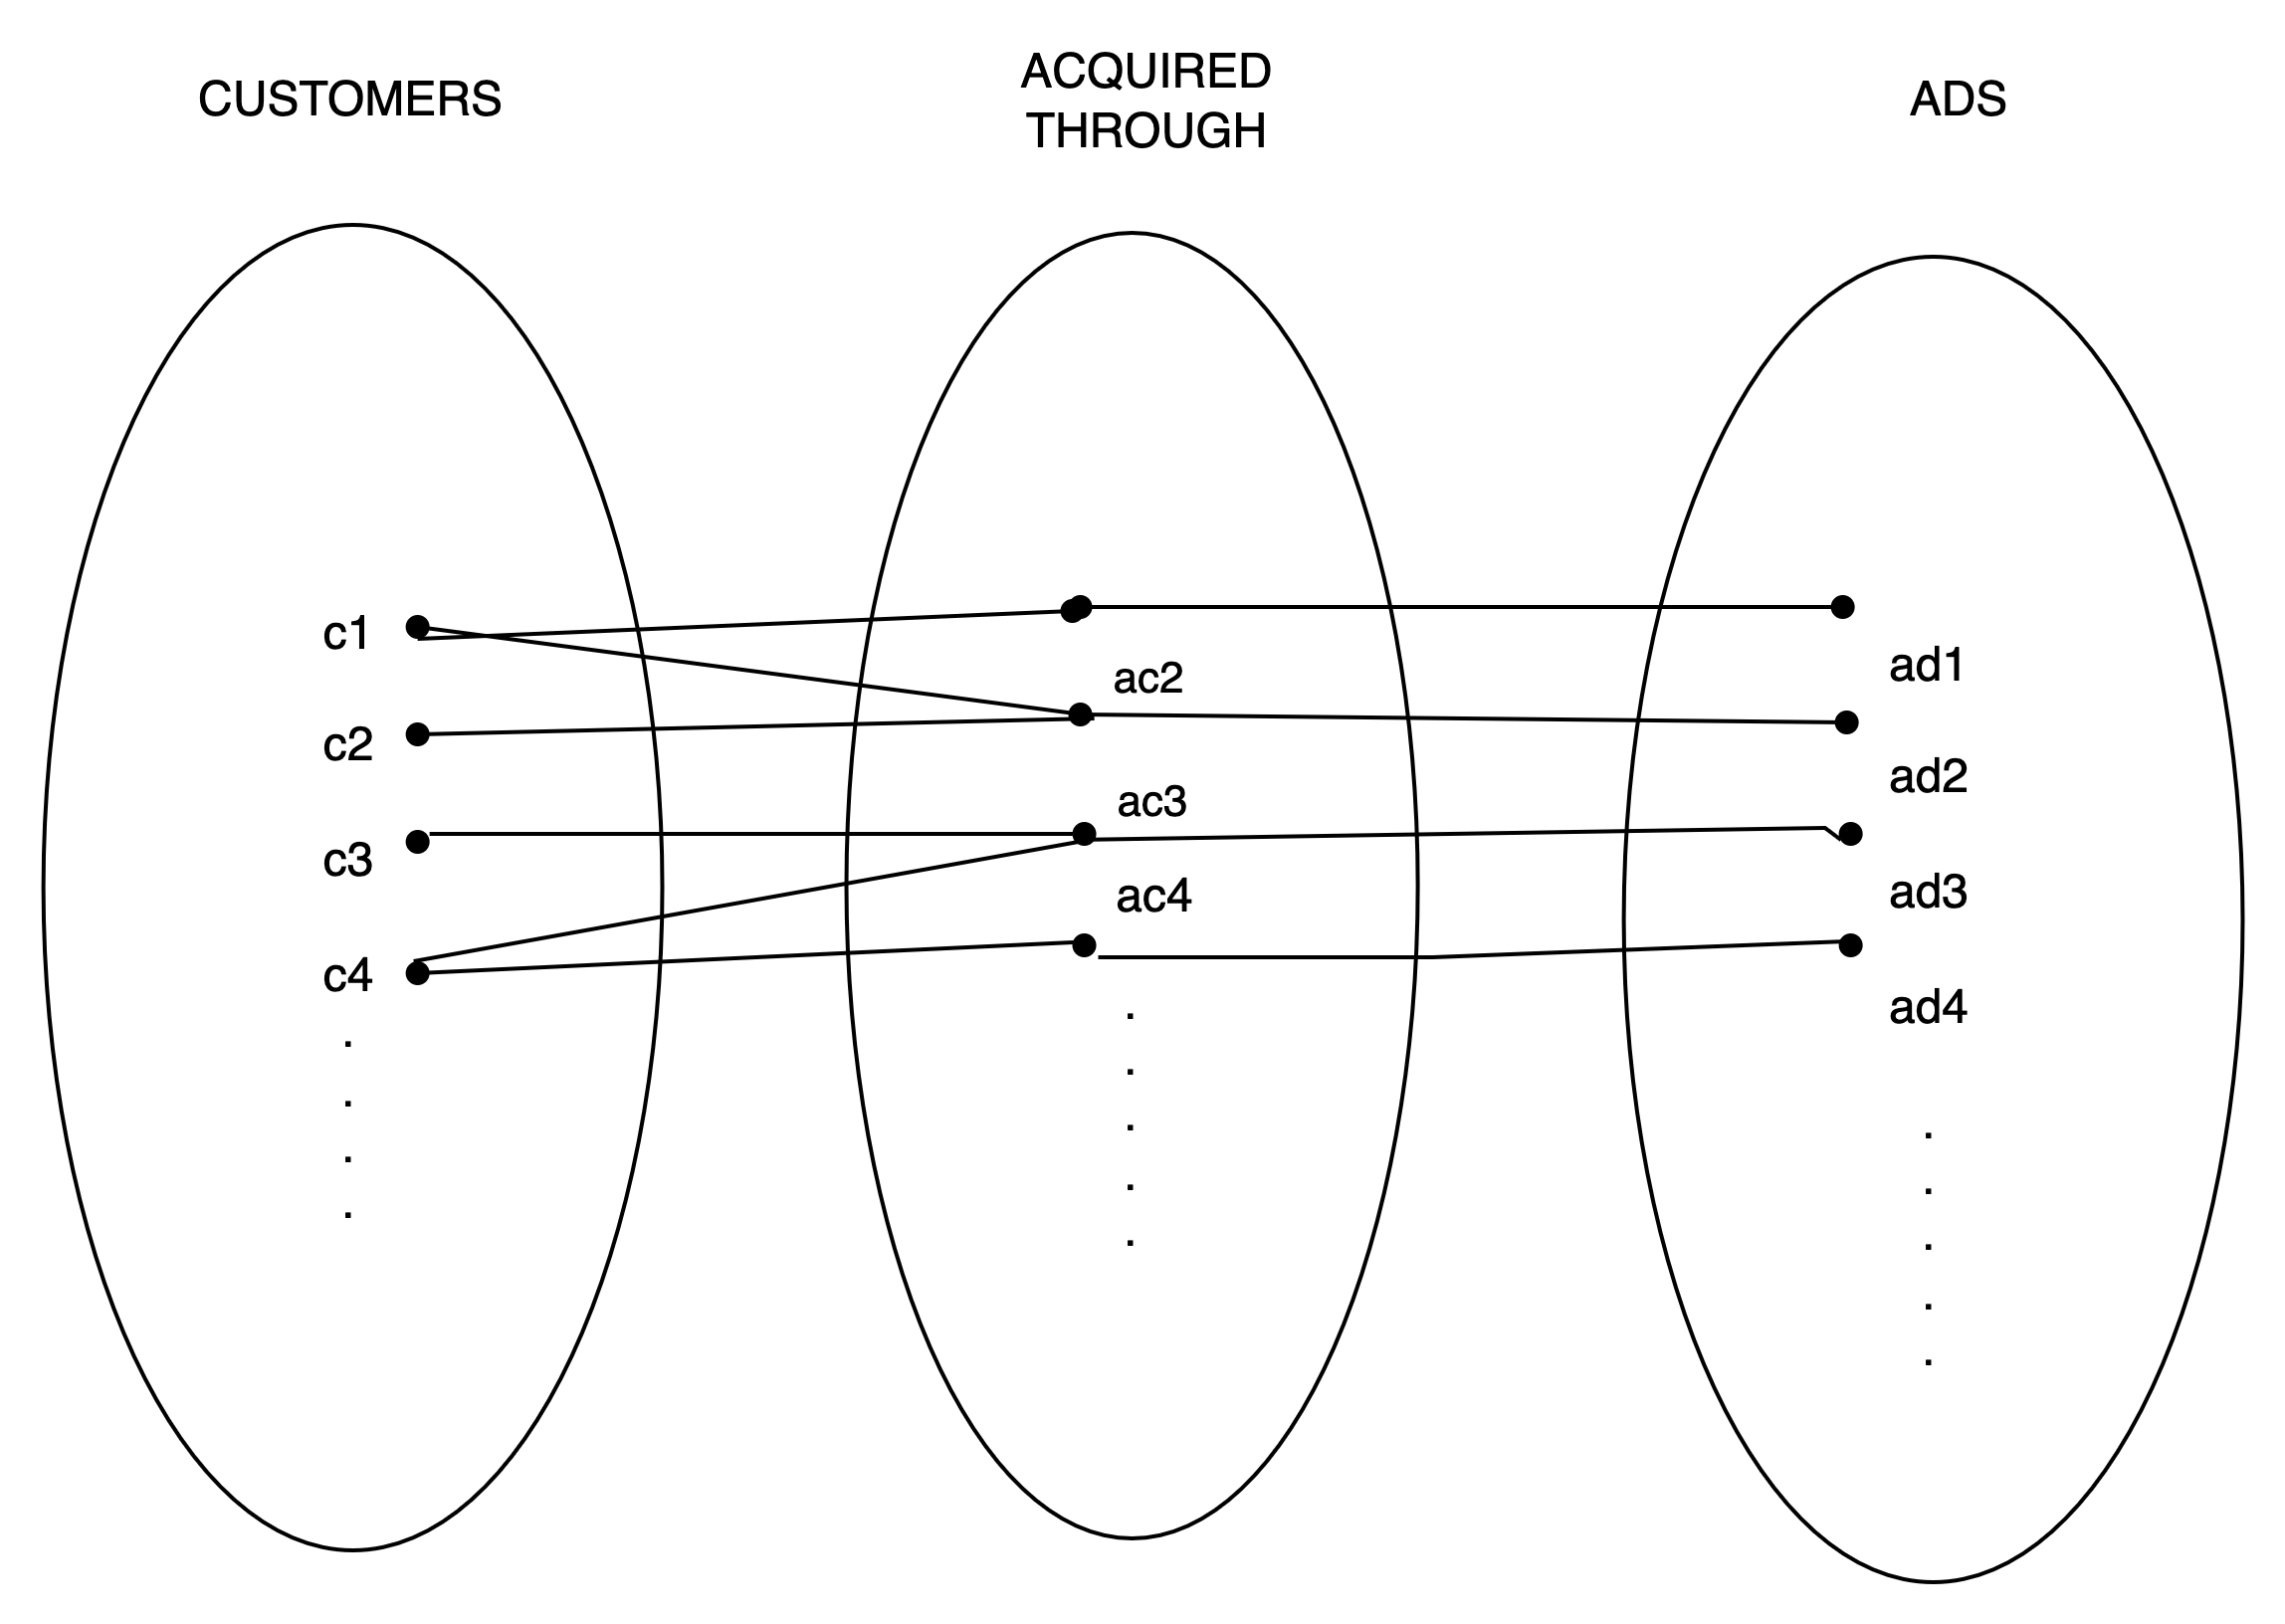 CUSTOMERS
ACQUIRED
THROUGH
ADS
c1
c2
c3
c4
.
.
.
.
ac2
ac3
ac4
.
.
.
.
.
ad1
ad2
ad3
ad4
.
.
.
.
.